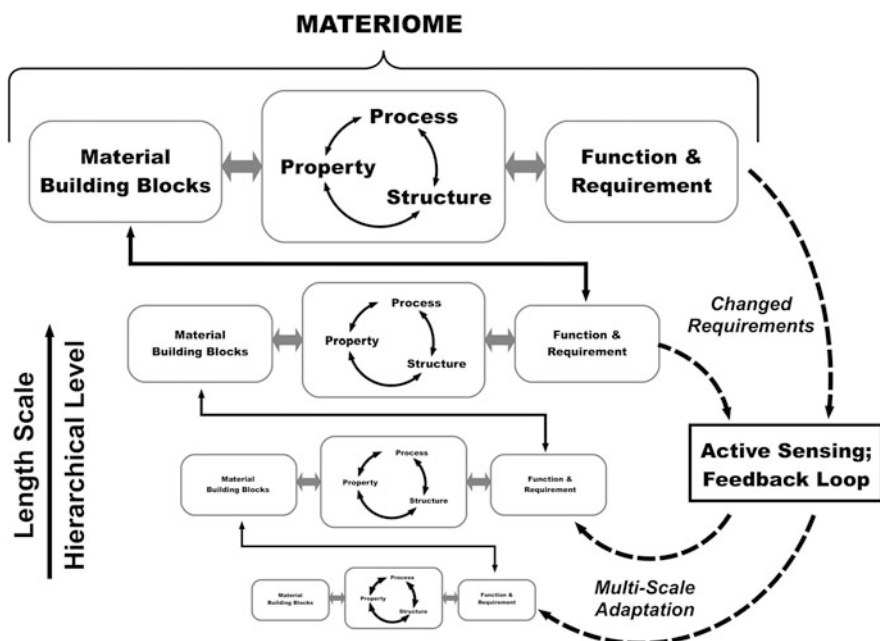 MATERIOME
Material
Building Blocks
Process
Property
Structure
Function &
Requirement
Changed
Requirements
Material
Building Blocks
Process
Property
Structure
Function &
Requirement
Length Scale
Hierarchical Level
Active Sensing;
Feedback Loop
Material
Building Blocks
Process
Property
Structure
Function &
Requirement
Multi-Scale
Adaptation
Material
Building Blocks
Process
Property
Structure
Function &
Requirement